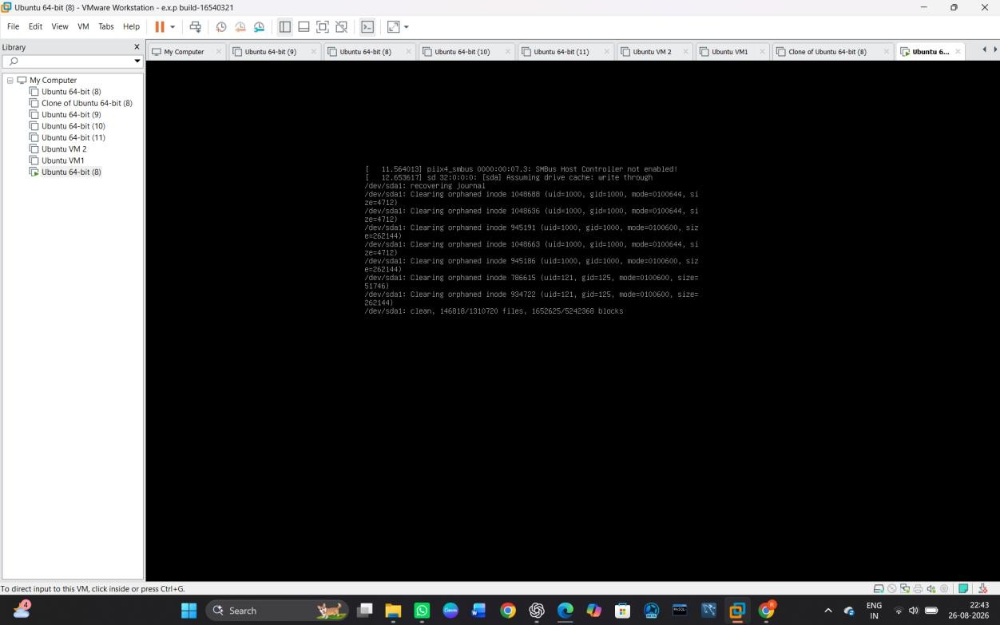 Ubuntu 64-bit (8) - VMware Workstation - e.x.p build-16540321
File Edit View VM Tabs Help
Library
My Computer
Ubuntu 64-bit (9)
Ubuntu 64-bit (8)
Ubuntu 64-bit (10)
Ubuntu 64-bit (11)
Ubuntu VM 2
Ubuntu VM1
Clone of Ubuntu 64-bit (8)
Ubuntu 6...
My Computer
Ubuntu 64-bit (8)
Clone of Ubuntu 64-bit (8)
Ubuntu 64-bit (9)
Ubuntu 64-bit (10)
Ubuntu 64-bit (11)
Ubuntu VM 2
Ubuntu VM1
Ubuntu 64-bit (8)
[   11.564013] piix4_smbus 0000:00:07.3: SMBus Host Controller not enabled!
[   12.653617] sd 32:0:0:0: [sda] Assuming drive cache: write through
/dev/sda1: recovering journal
/dev/sda1: Clearing orphaned inode 1048688 (uid=1000, gid=1000, mode=0100644, si
ze=4712)
/dev/sda1: Clearing orphaned inode 1048636 (uid=1000, gid=1000, mode=0100644, si
ze=4712)
/dev/sda1: Clearing orphaned inode 945191 (uid=1000, gid=1000, mode=0100600, siz
e=262144)
/dev/sda1: Clearing orphaned inode 1048663 (uid=1000, gid=1000, mode=0100644, si
ze=4712)
/dev/sda1: Clearing orphaned inode 945186 (uid=1000, gid=1000, mode=0100600, siz
e=262144)
/dev/sda1: Clearing orphaned inode 786615 (uid=121, gid=125, mode=0100600, size=
51746)
/dev/sda1: Clearing orphaned inode 934722 (uid=121, gid=125, mode=0100600, size=
262144)
/dev/sda1: clean, 146818/1310720 files, 1652625/5242368 blocks
To direct input to this VM, click inside or press Ctrl+G.
4
Search
ENG
IN
22:43
26-08-2026